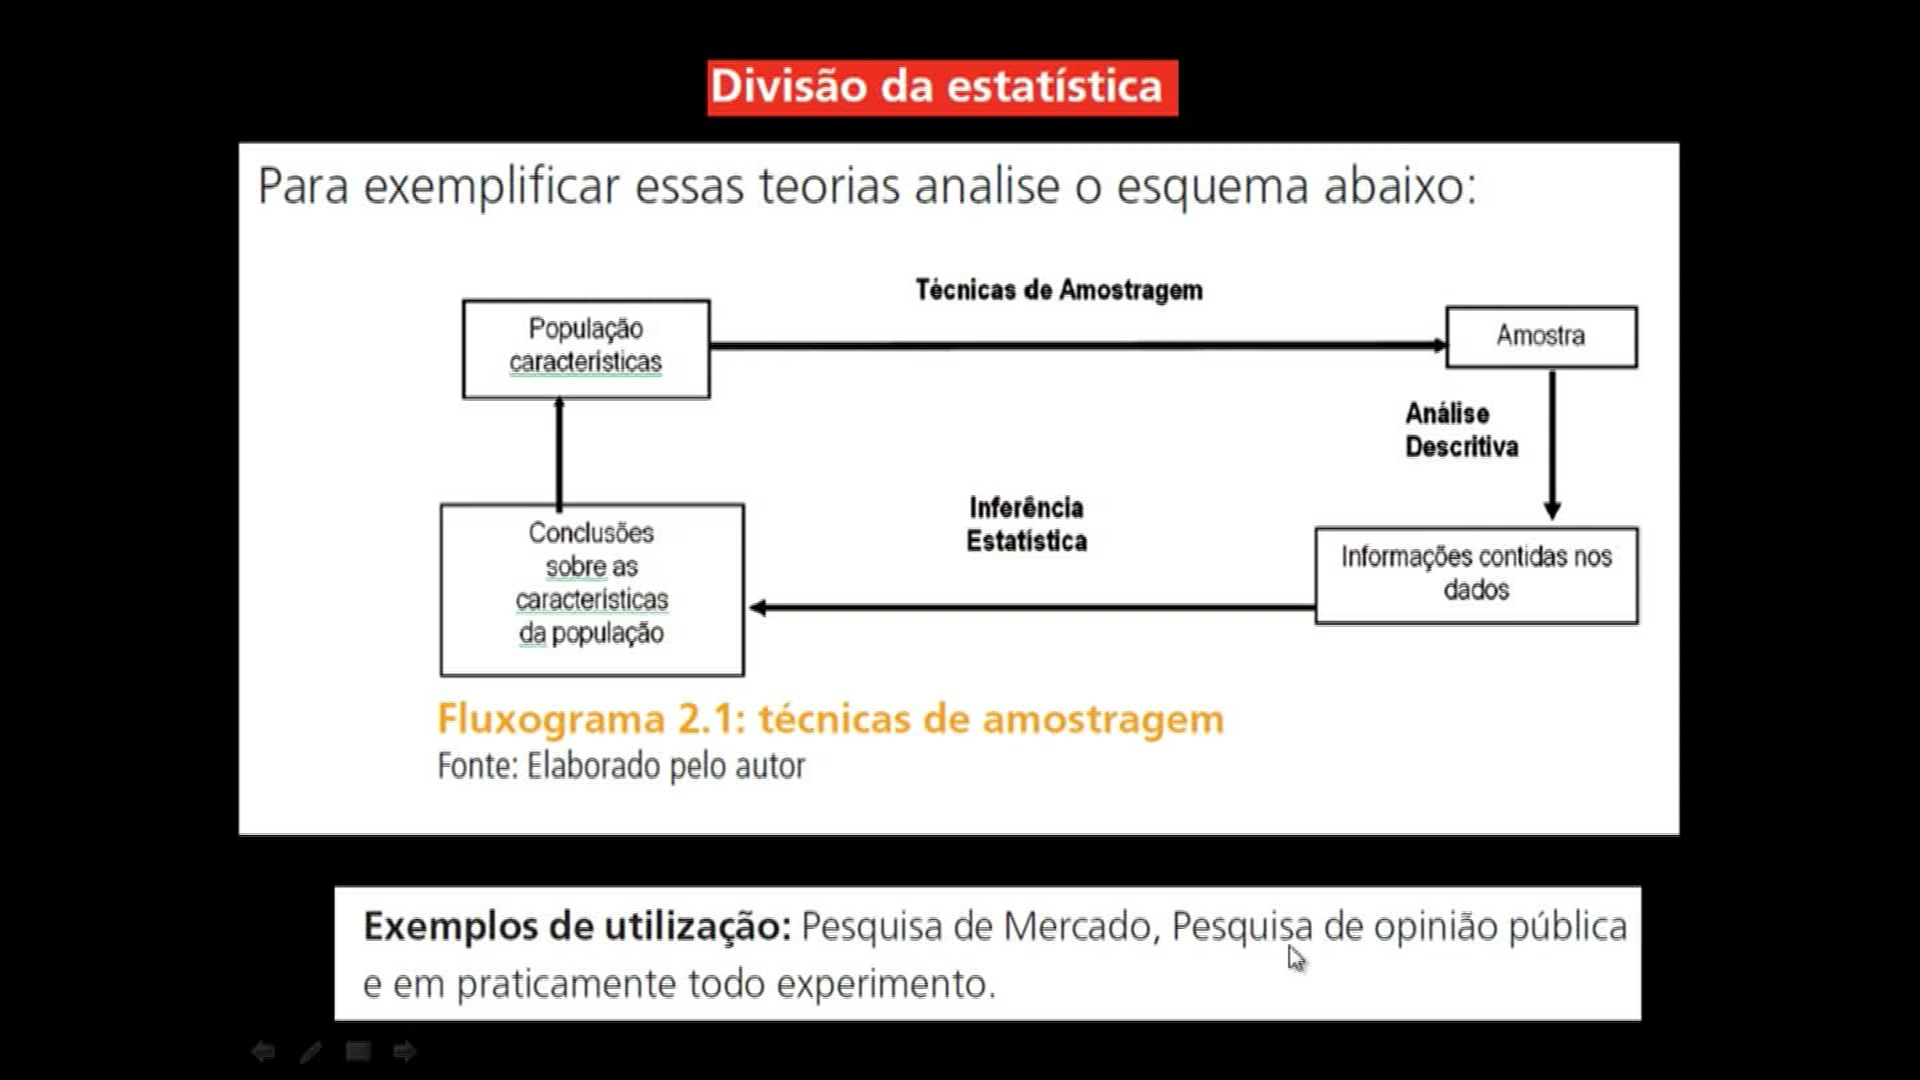 Divisão da estatística
Para exemplificar essas teorias analise o esquema abaixo:
Técnicas de Amostragem
População
características
Amostra
Análise
Descritiva
Inferência
Estatística
Conclusões
sobre as
características
da população
Informações contidas nos
dados
Fluxograma 2.1: técnicas de amostragem
Fonte: Elaborado pelo autor
Exemplos de utilização: Pesquisa de Mercado, Pesquisa de opinião pública
e em praticamente todo experimento.